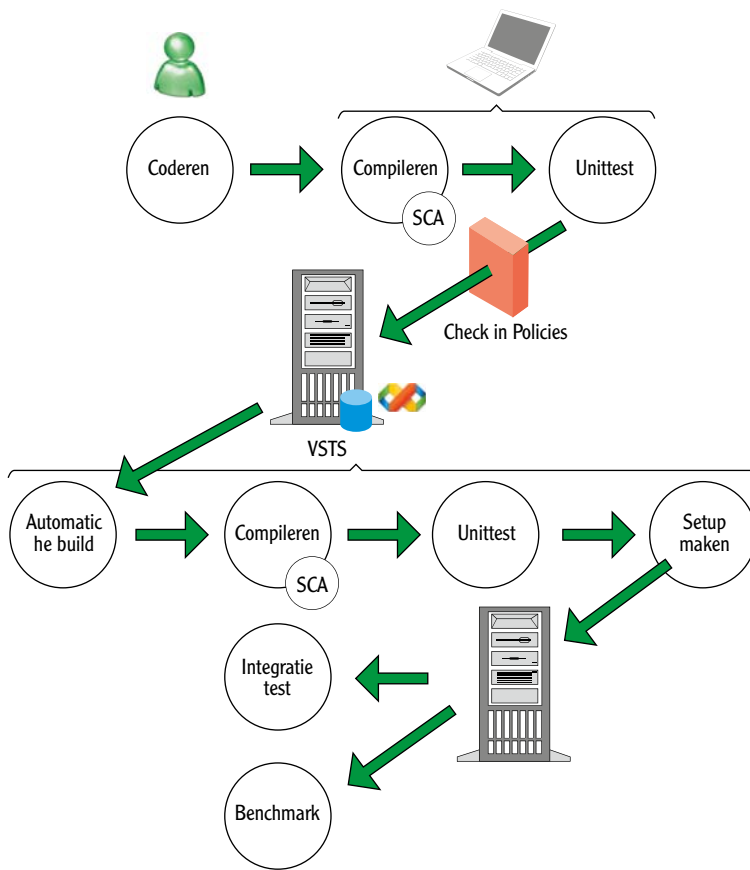 Coderen
Compileren
SCA
Unittest
Check in Policies
VSTS
Automatic
he build
Compileren
SCA
Unittest
Setup
maken
Integratie
test
Benchmark